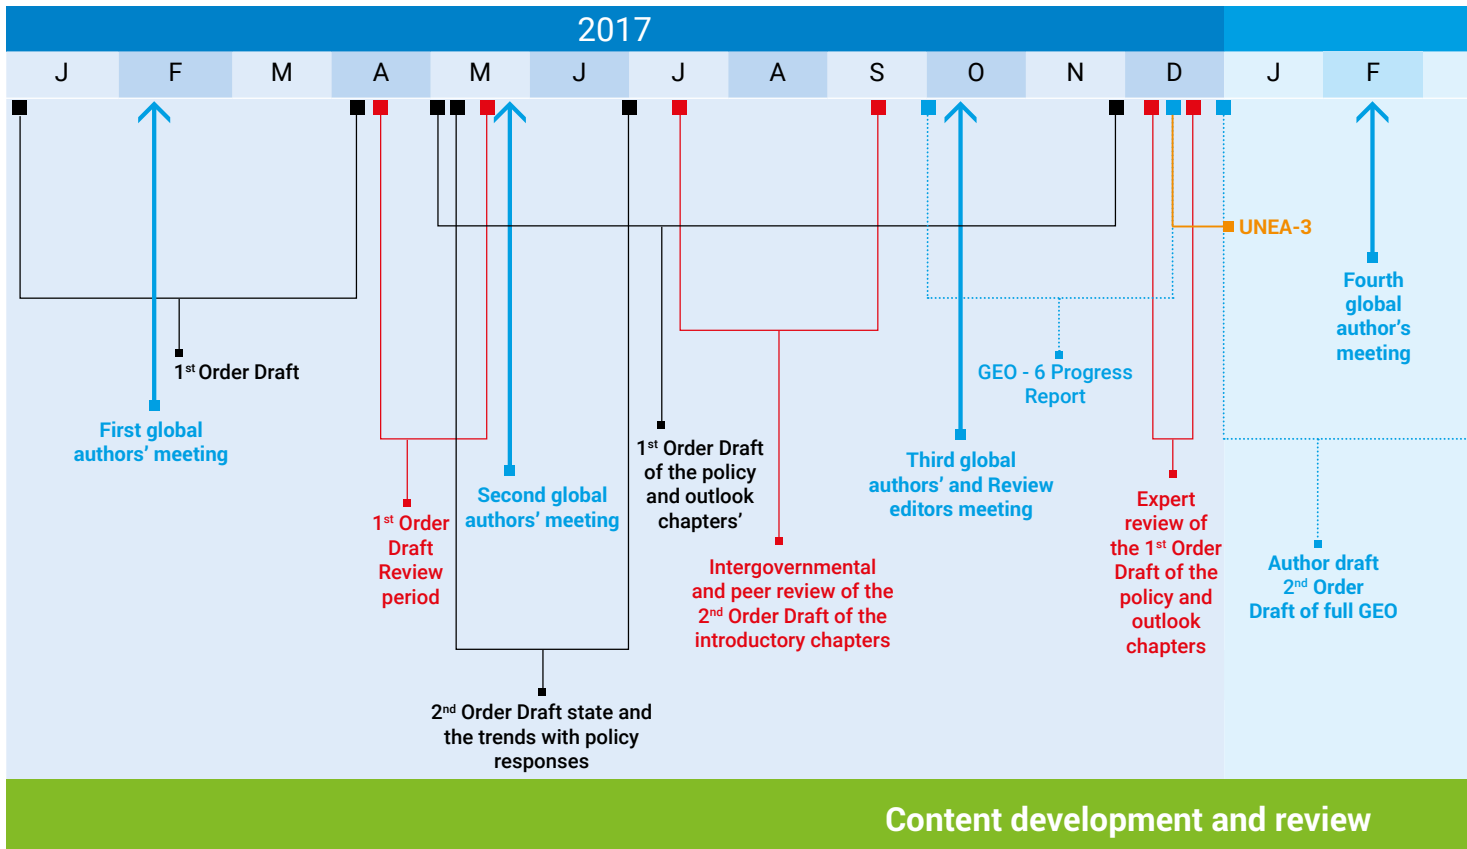 2017
J F M A M J J A S O N D J F
UNEA-3
Fourth
global
author's
meeting
1st Order Draft
GEO - 6 Progress
Report
First global
authors' meeting
1st Order Draft
of the policy
and outlook
chapters'
Third global
authors' and Review
editors meeting
Second global
authors' meeting
Expert
review of
the 1st Order
Draft of the
policy and
outlook
chapters
1st Order
Draft
Review
period
Intergovernmental
and peer review of the
2nd Order Draft of the
introductory chapters
Author draft
2nd Order
Draft of full GEO
2nd Order Draft state and
the trends with policy
responses
Content development and review